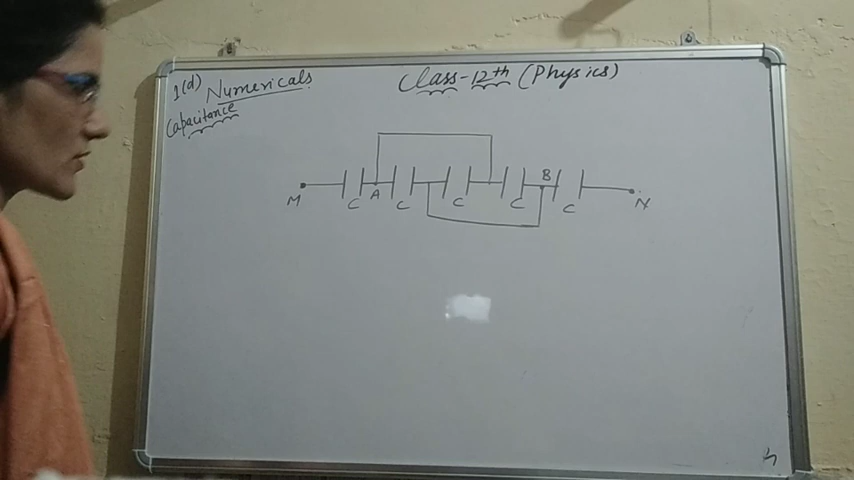 1(d) Numericals
Class-12th (Physics)
Capacitance
M C A C C C B C N